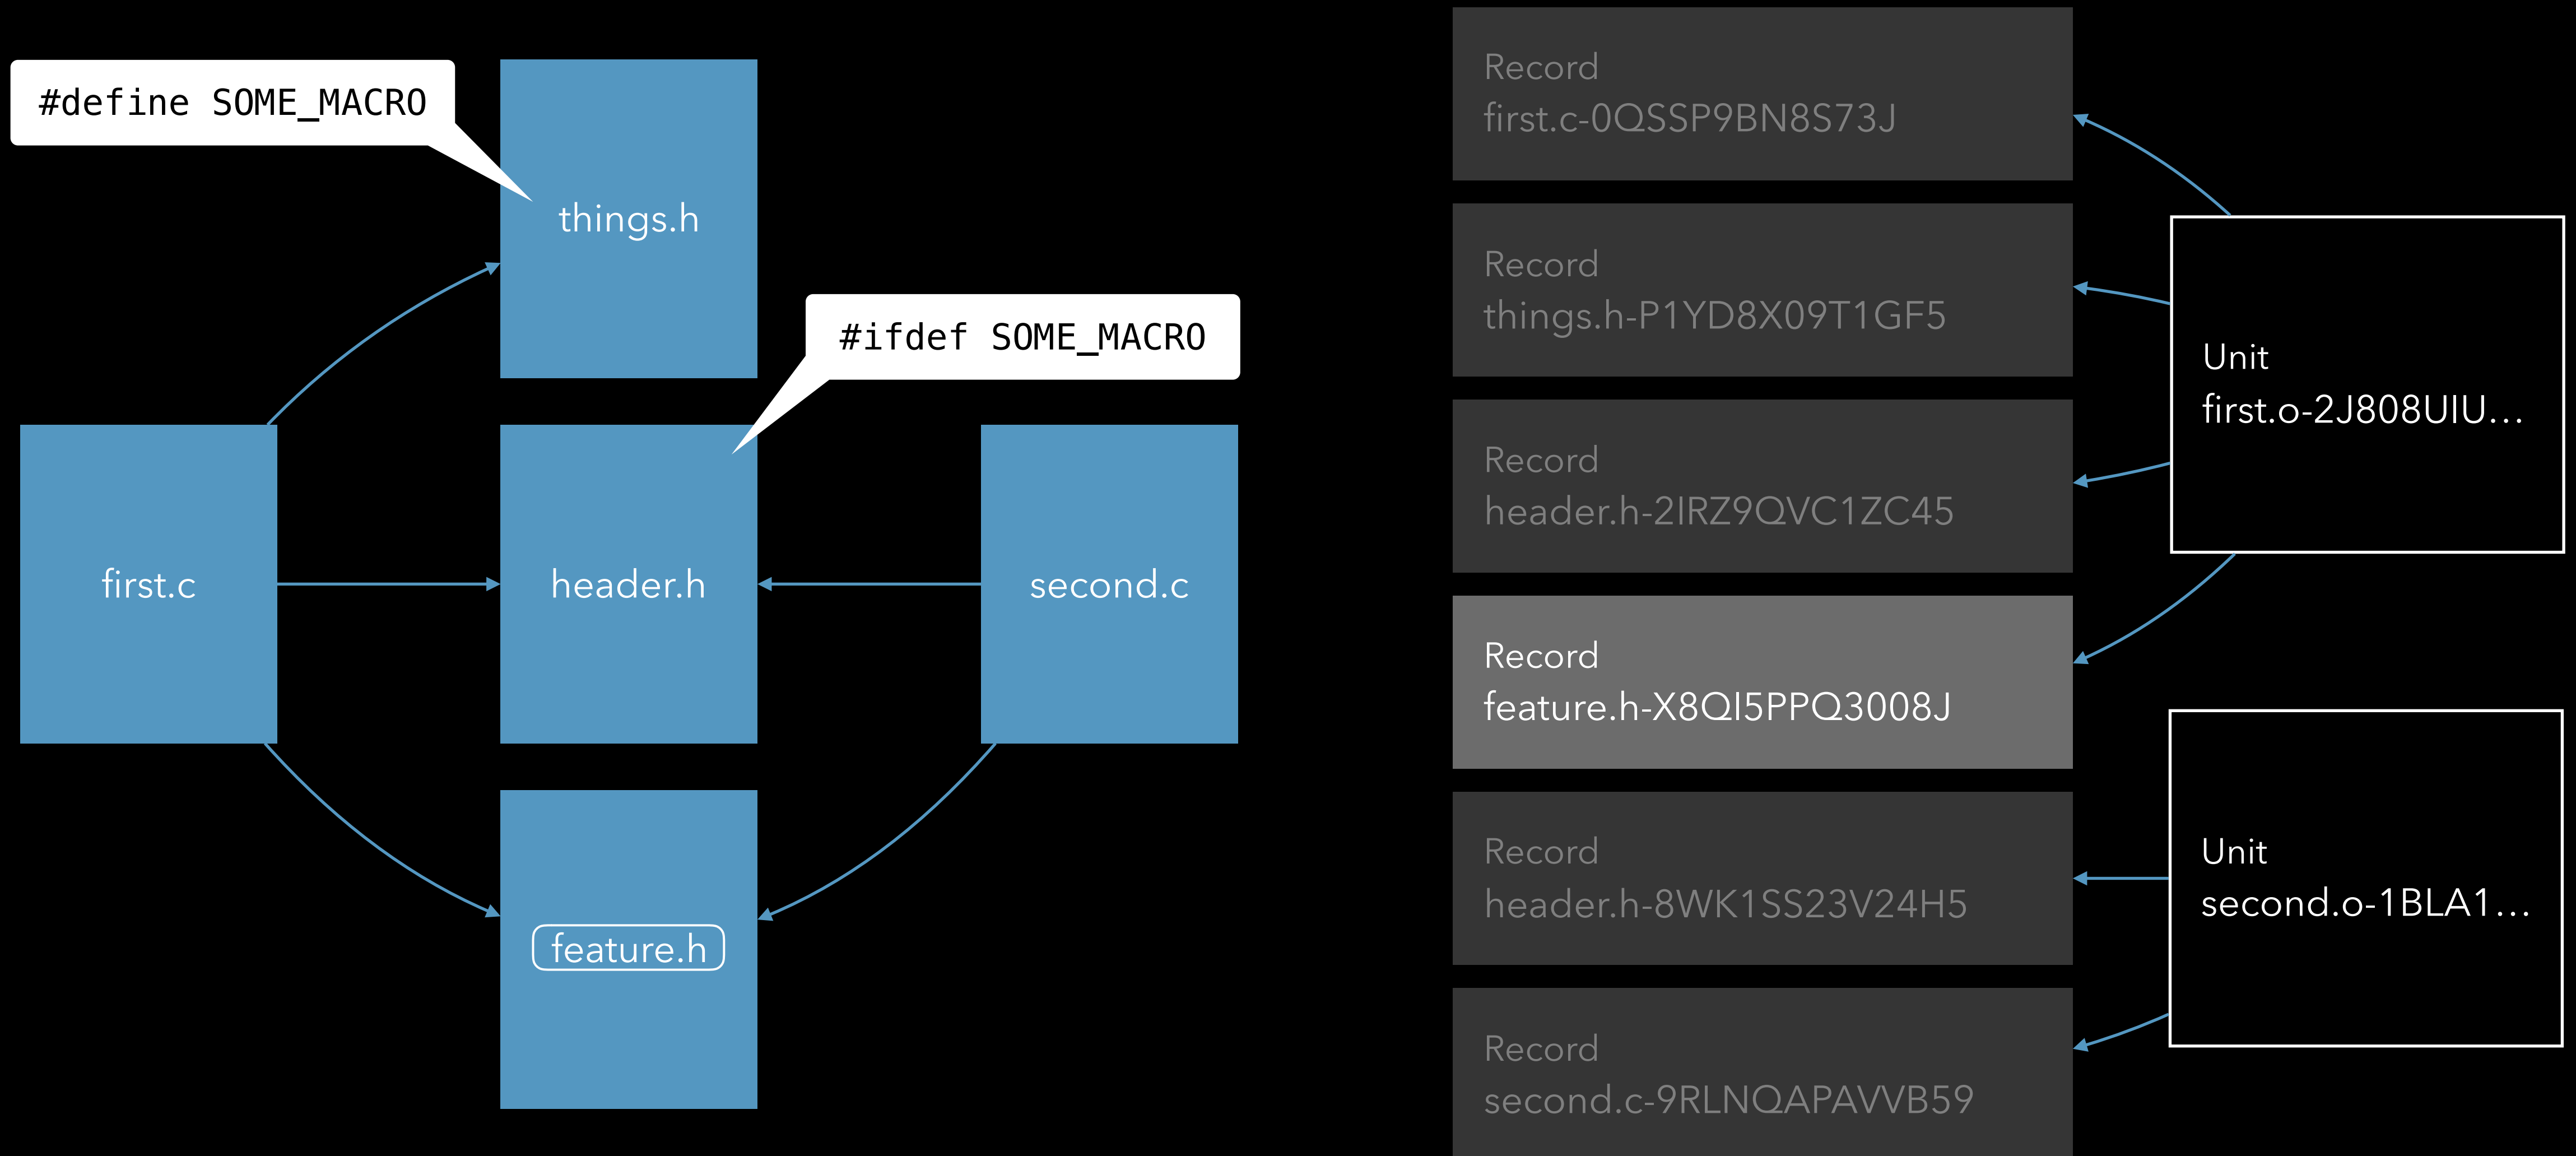 #define SOME_MACRO
things.h
#ifdef SOME_MACRO
first.c
header.h
second.c
feature.h
Record
first.c-0QSSP9BN8S73J
Record
things.h-P1YD8X09T1GF5
Record
header.h-2IRZ9QVC1ZC45
Record
feature.h-X8QI5PPQ3008J
Record
header.h-8WK1SS23V24H5
Record
second.c-9RLNQAPAVVB59
Unit
first.o-2J808UIU…
Unit
second.o-1BLA1…